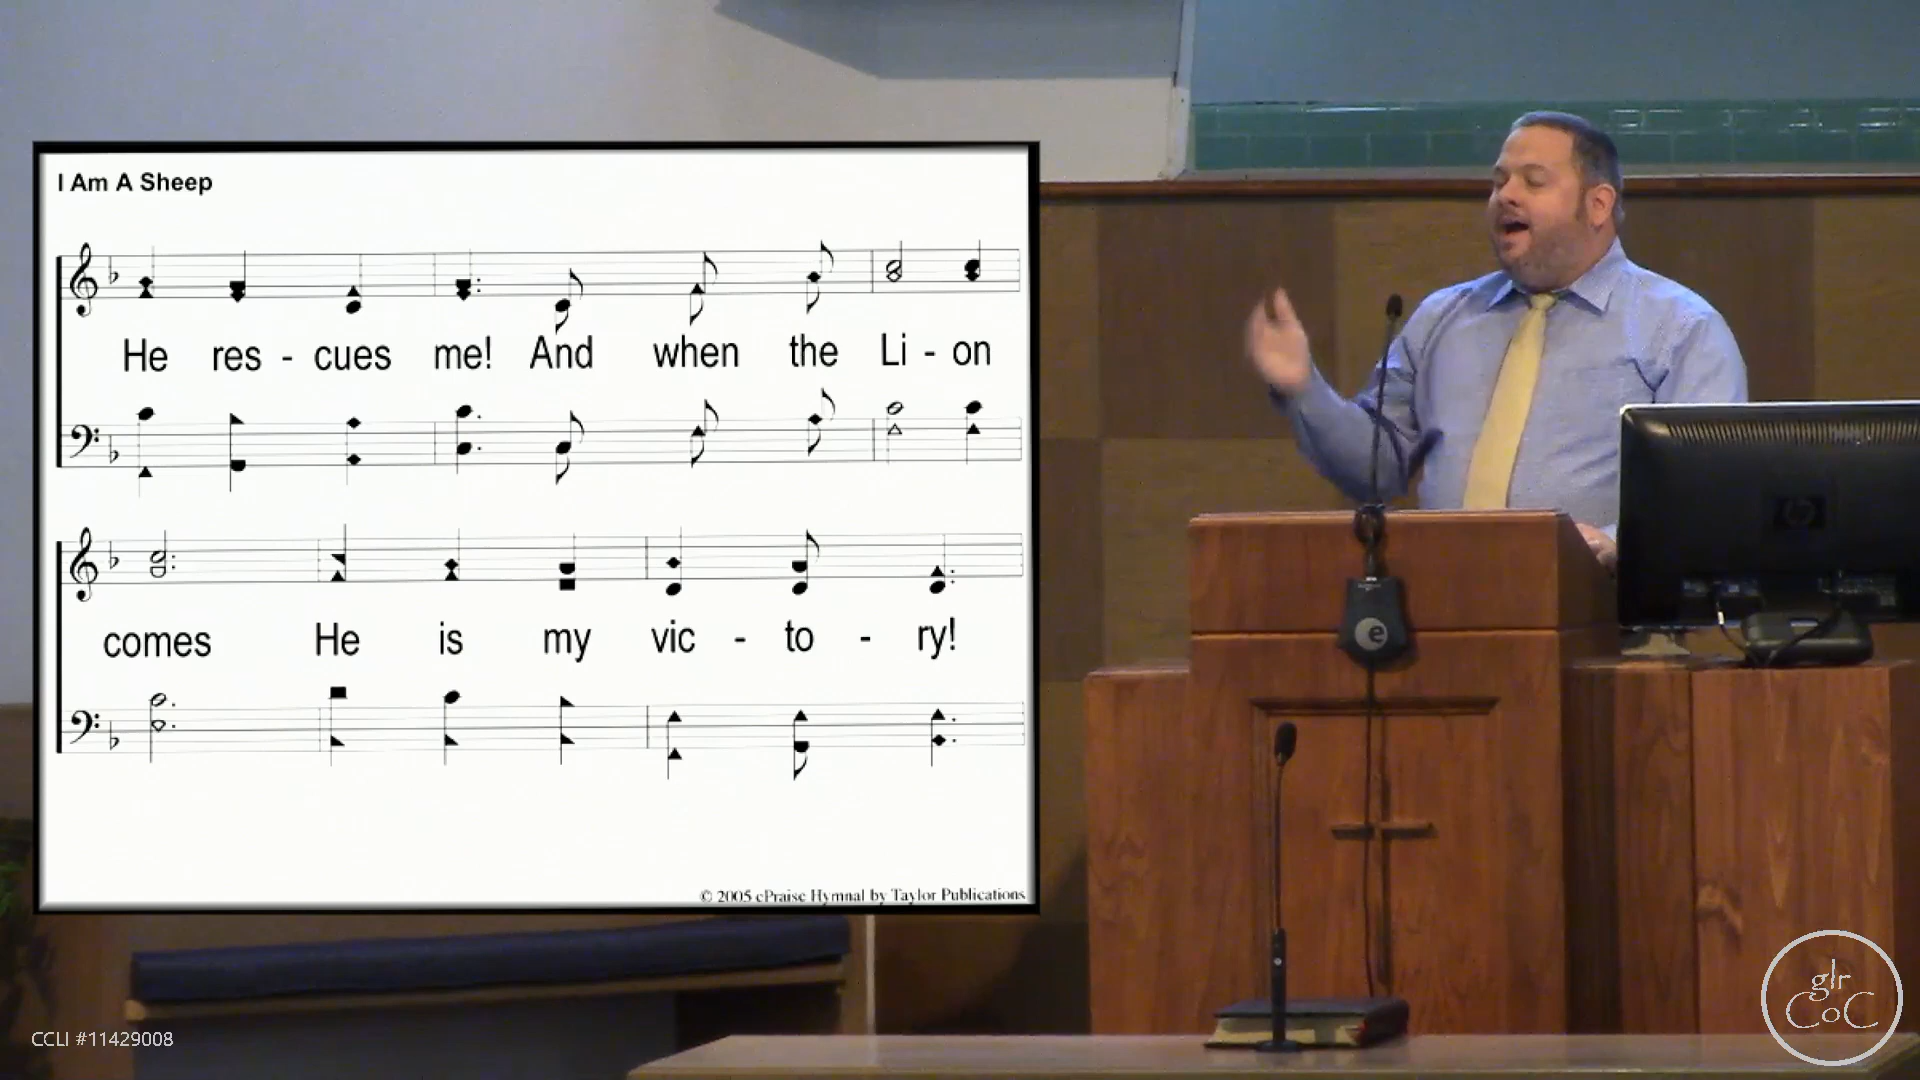 I Am A Sheep
He res - cues me! And when the Li - on
comes He is my vic - to - ry!
© 2005 ePraise Hymnal by Taylor Publications
e
hp
glr
CoC
CCLI #11429008